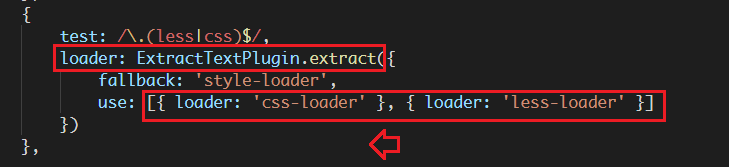 {
test: /\.(less|css)$/,
loader: ExtractTextPlugin.extract({
fallback: 'style-loader',
use: [{ loader: 'css-loader' }, { loader: 'less-loader' }]
})
},